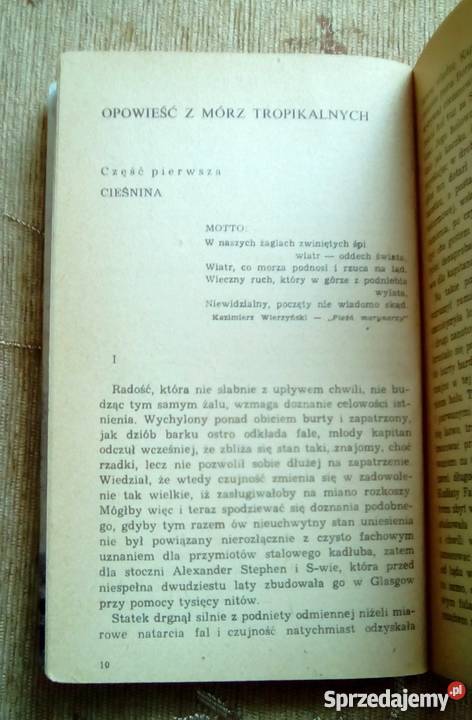 OPOWIEŚĆ Z MÓRZ TROPIKALNYCH
Część pierwsza
CIEŚNINA
MOTTO:
W naszych żaglach zwiniętych śpi
wiatr — oddech świata,
Wiatr, co morza podnosi i rzuca na ląd,
Wieczny ruch, który w górze z podniebia
wylata,
Niewidzialny, poczęty nie wiadomo skąd.
Kazimierz Wierzyński — „Pieśń marynarzy"
I
Radość, która nie słabnie z upływem chwili, nie bu-
dząc tym samym żalu, wzmaga doznanie celowości ist-
nienia. Wychylony ponad obiciem burty i zapatrzony,
jak dziób barku ostro odkłada fale, młody kapitan
odczuł wcześniej, że zbliża się stan taki, znajomy, choć
rzadki, lecz nie pozwolił sobie dłużej na zapatrzenie
Wiedział, że wtedy czujność zmienia się w zadowole-
nie tak wielkie, iż zasługiwałoby na miano rozkoszy
Mógłby więc i teraz spodziewać się doznania podobne-
go, gdyby tym razem ów nieuchwytny stan uniesienia
nie był powiązany nierozłącznie z czysto fachowym
uznaniem dla przymiotów stalowego kadłuba, zatem
dla stoczni Alexander Stephen i S-wie, która przed
niespełna dwudziestu laty zbudowała go w Glasgow
przy pomocy tysięcy nitów.
Statek drgnął silnie z podniety odmiennej niżeli mia-
rowe natarcia fal i czujność natychmiast odzyskała
10
Sprzedajemy.pl